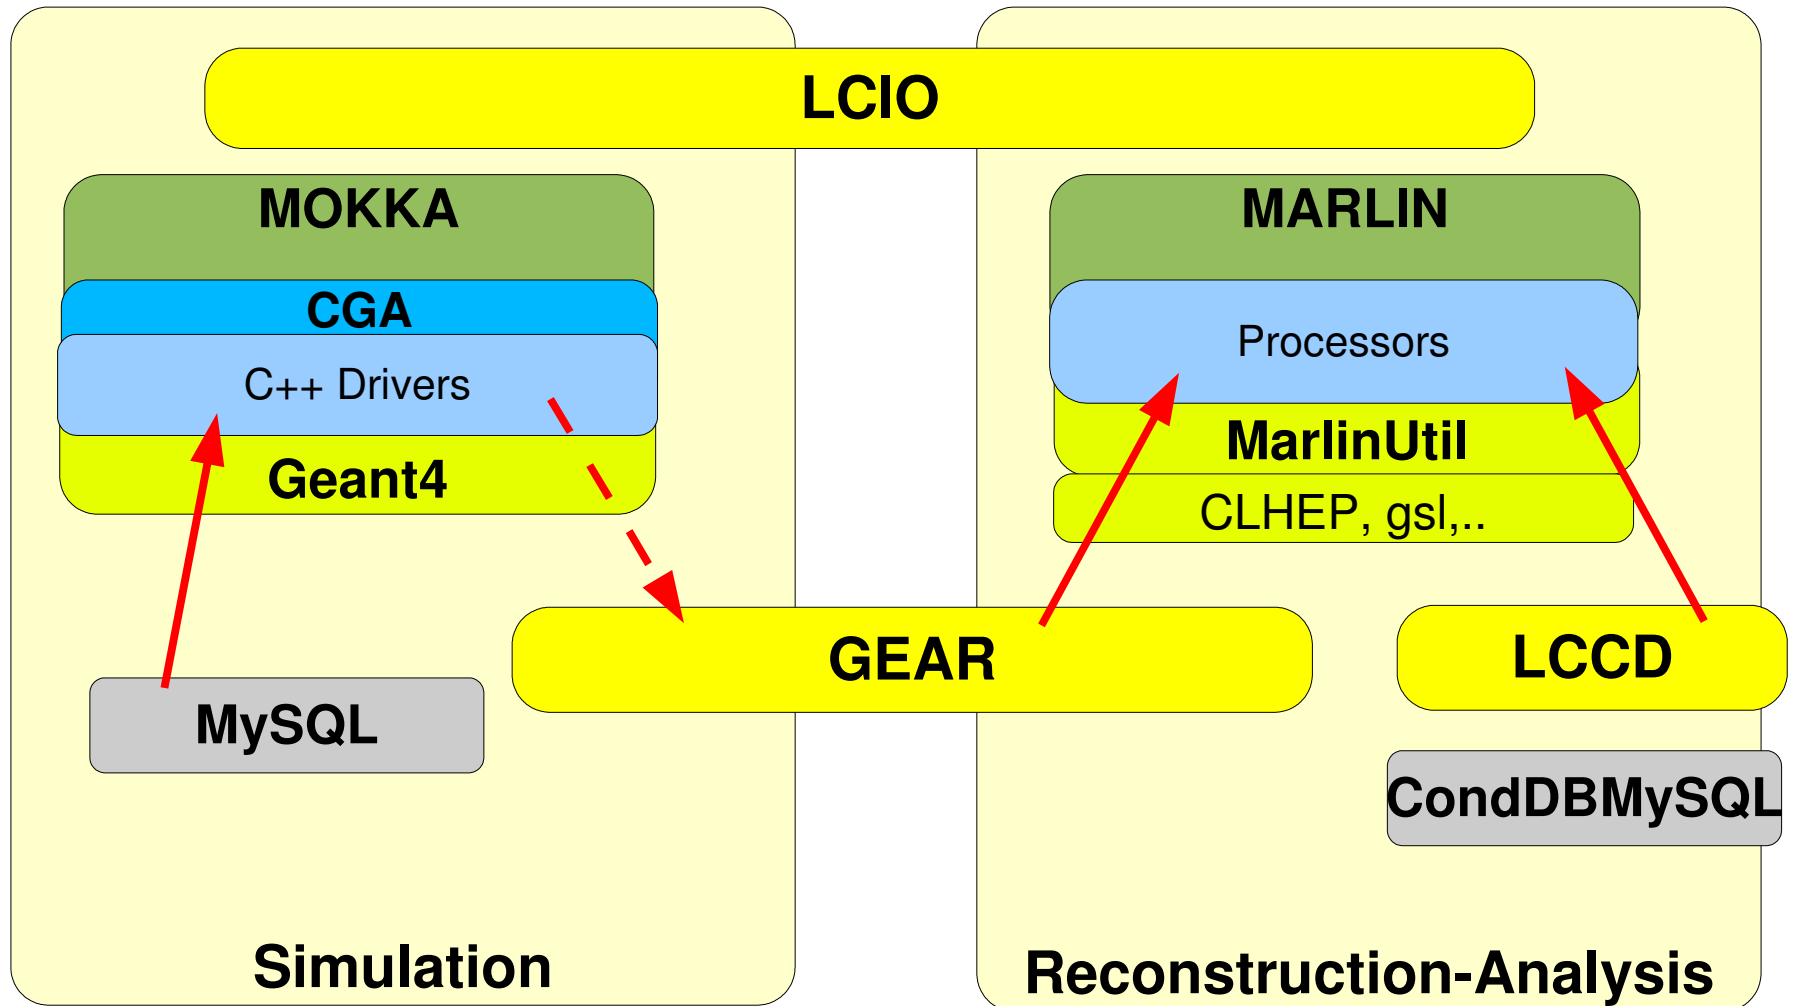 LCIO
MOKKA
CGA
C++ Drivers
Geant4
MySQL
Simulation
MARLIN
Processors
MarlinUtil
CLHEP, gsl,..
GEAR
LCCD
CondDBMySQL
Reconstruction-Analysis